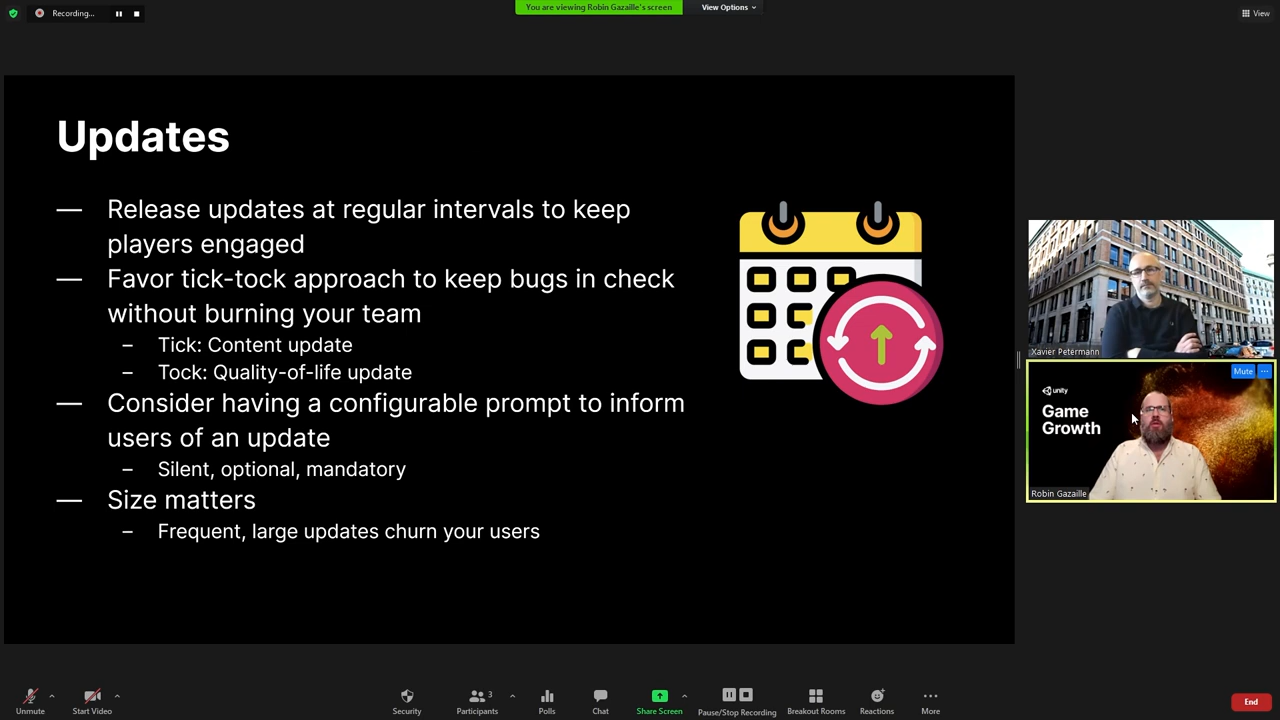 Recording...
You are viewing Robin Gazaille's screen
View Options
View
Updates
— Release updates at regular intervals to keep
players engaged
— Favor tick-tock approach to keep bugs in check
without burning your team
– Tick: Content update
– Tock: Quality-of-life update
— Consider having a configurable prompt to inform
users of an update
– Silent, optional, mandatory
— Size matters
– Frequent, large updates churn your users
Xavier Petermann
Mute ...
unity
Game
Growth
Robin Gazaille
Unmute
Start Video
Security
Participants 3
Polls
Chat
Share Screen
Pause/Stop Recording
Breakout Rooms
Reactions
More
End